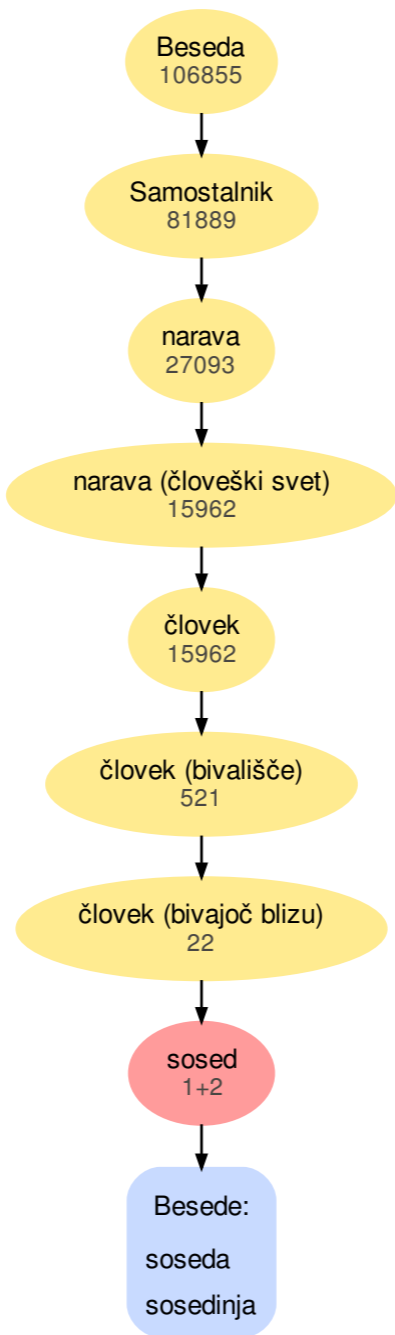 Beseda
106855
Samostalnik
81889
narava
27093
narava (človeški svet)
15962
človek
15962
človek (bivališče)
521
človek (bivajoč blizu)
22
sosed
1+2
Besede:
soseda
sosedinja